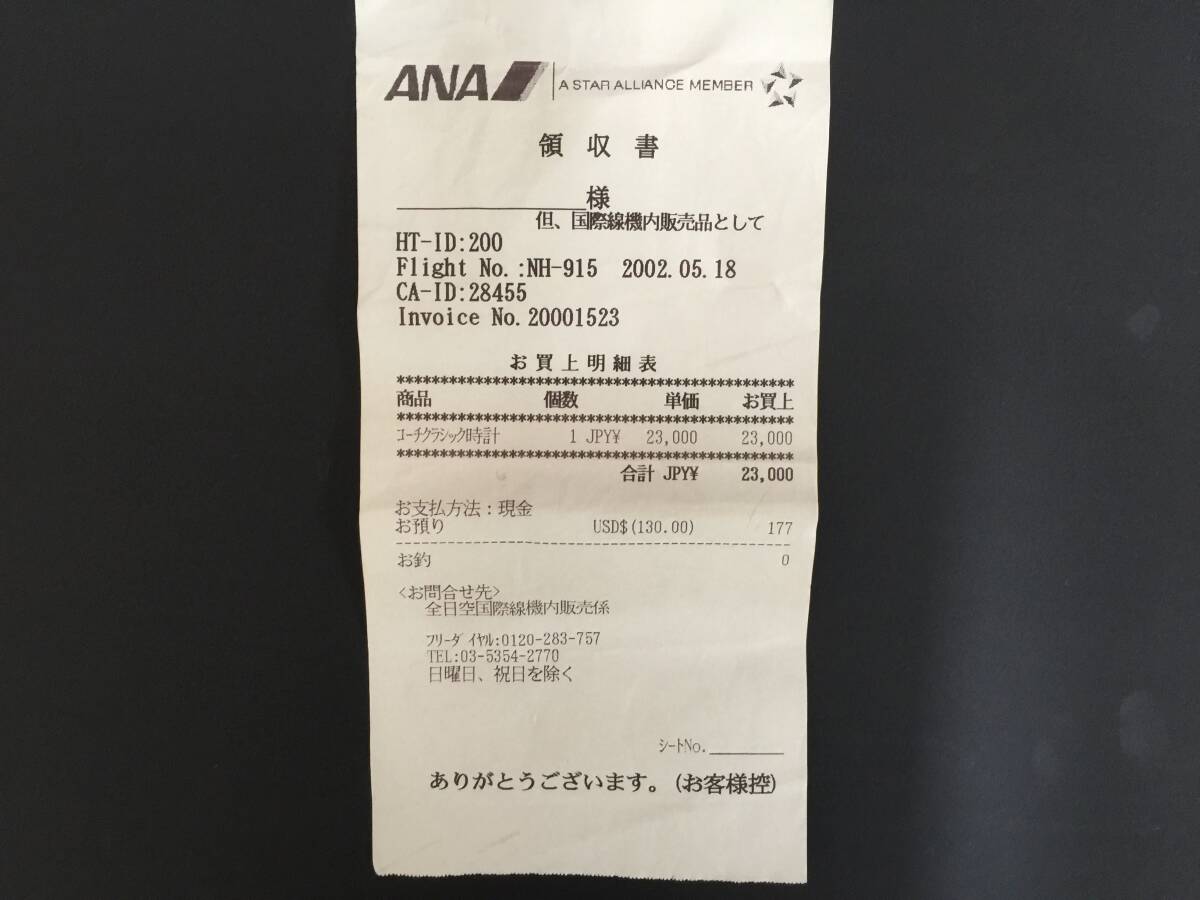 ANA A STAR ALLIANCE MEMBER
領収書
様
但、国際線機内販売品として
HT-ID:200
Flight No.:NH-915 2002.05.18
CA-ID:28455
Invoice No.20001523
お買上明細表
**********************************************
商品 個数 単価 お買上
**********************************************
ｺｰﾁｸﾗｼｯｸ時計 1 JPY¥ 23,000 23,000
**********************************************
合計 JPY¥ 23,000
お支払方法：現金
お預り USD$(130.00) 177
お釣 0
<お問合せ先>
全日空国際線機内販売係
ﾌﾘｰﾀﾞｲﾔﾙ:0120-283-757
TEL:03-5354-2770
日曜日、祝日を除く
ｼｰﾄNo.
ありがとうございます。(お客様控)